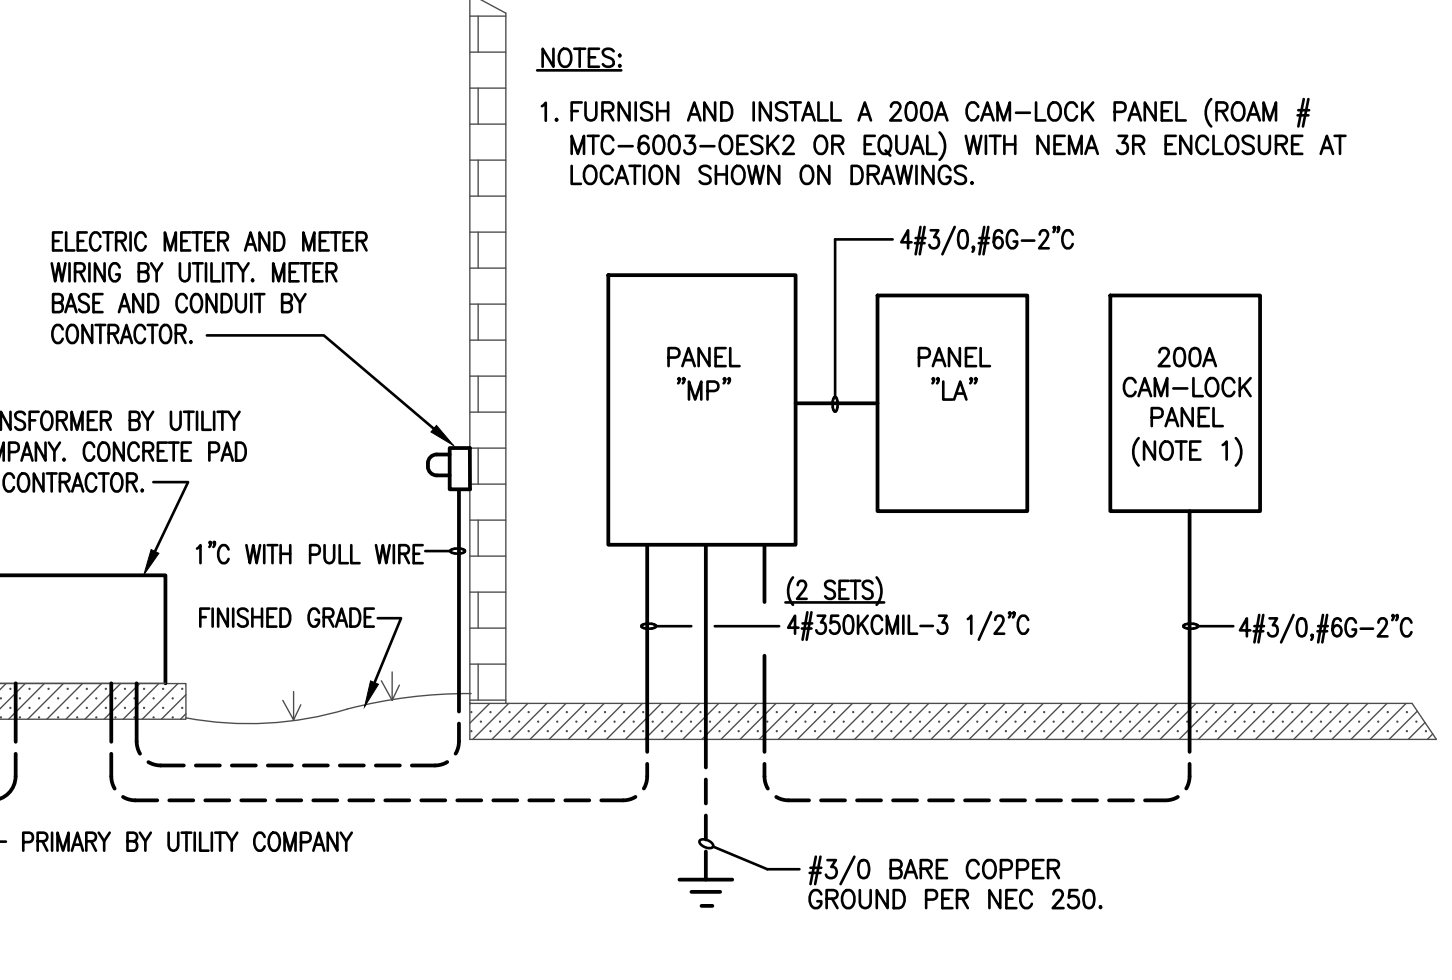 NOTES:
1. FURNISH AND INSTALL A 200A CAM-LOCK PANEL (ROAM #
MTC-6003-OESK2 OR EQUAL) WITH NEMA 3R ENCLOSURE AT
LOCATION SHOWN ON DRAWINGS.
ELECTRIC METER AND METER
WIRING BY UTILITY. METER
BASE AND CONDUIT BY
CONTRACTOR.
4#3/0,#6G-2"C
PANEL
"MP"
PANEL
"LA"
200A
CAM-LOCK
PANEL
(NOTE 1)
NSFORMER BY UTILITY
MPANY. CONCRETE PAD
CONTRACTOR.
1"C WITH PULL WIRE
FINISHED GRADE
(2 SETS)
4#350KCMIL-3 1/2"C
4#3/0,#6G-2"C
- PRIMARY BY UTILITY COMPANY
#3/0 BARE COPPER
GROUND PER NEC 250.